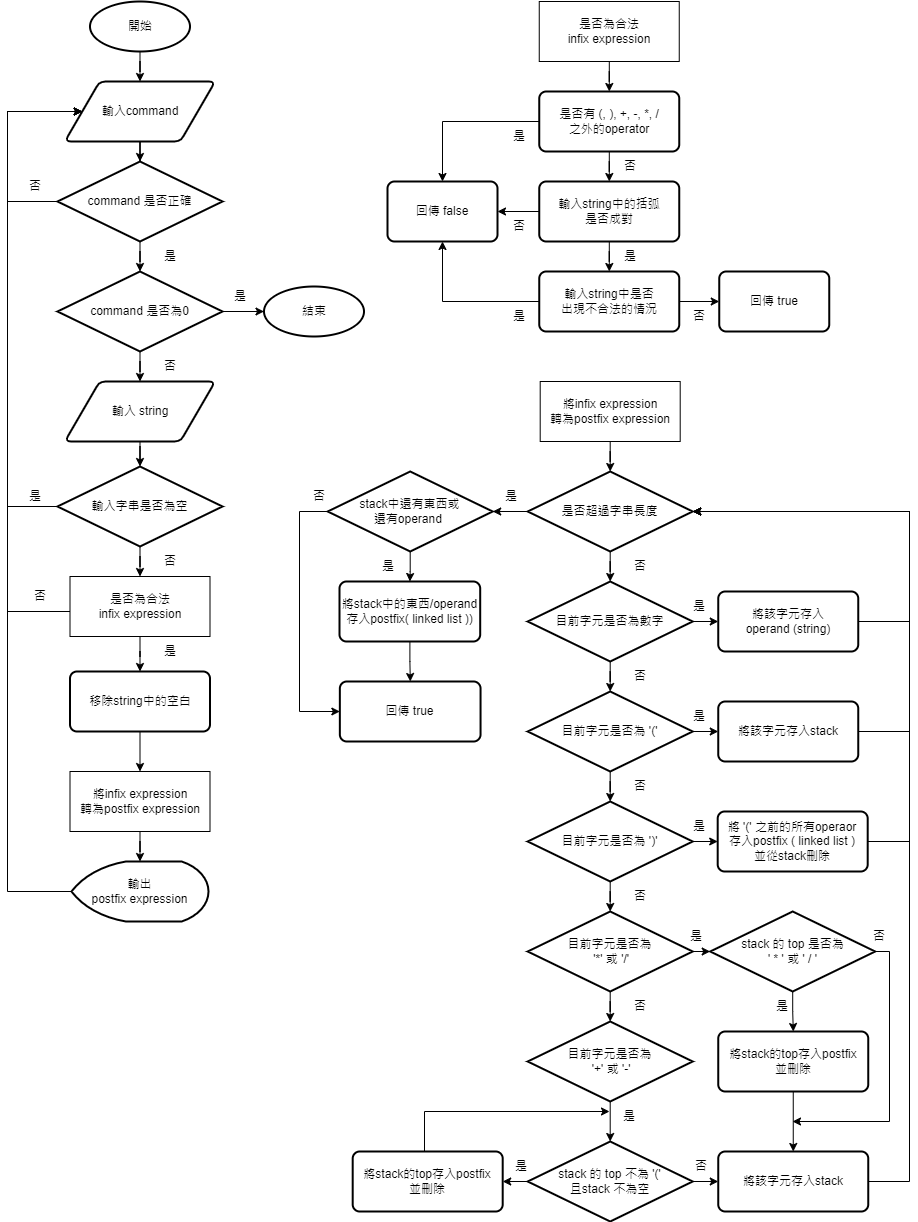 開始
輸入command
command 是否正確
否
是
command 是否為0
是
結束
否
輸入 string
輸入字串是否為空
是
否
是否為合法
infix expression
否
是
移除string中的空白
將infix expression
轉為postfix expression
輸出
postfix expression
是否為合法
infix expression
是否有 (, ), +, -, *, /
之外的operator
是
否
回傳 false
輸入string中的括弧
是否成對
否
是
輸入string中是否
出現不合法的情況
是
否
回傳 true
將infix expression
轉為postfix expression
是否超過字串長度
是
stack中還有東西或
還有operand
否
是
將stack中的東西/operand
存入postfix( linked list ))
回傳 true
否
目前字元是否為數字
是
將該字元存入
operand (string)
否
目前字元是否為 '('
是
將該字元存入stack
否
目前字元是否為 ')'
是
將 '(' 之前的所有operaor
存入postfix ( linked list )
並從stack刪除
否
目前字元是否為
'*' 或 '/'
是
stack 的 top 是否為
' * ' 或 ' / '
否
是
將stack的top存入postfix
並刪除
否
目前字元是否為
'+' 或 '-'
是
stack 的 top 不為 '('
且stack 不為空
是
將stack的top存入postfix
並刪除
否
將該字元存入stack